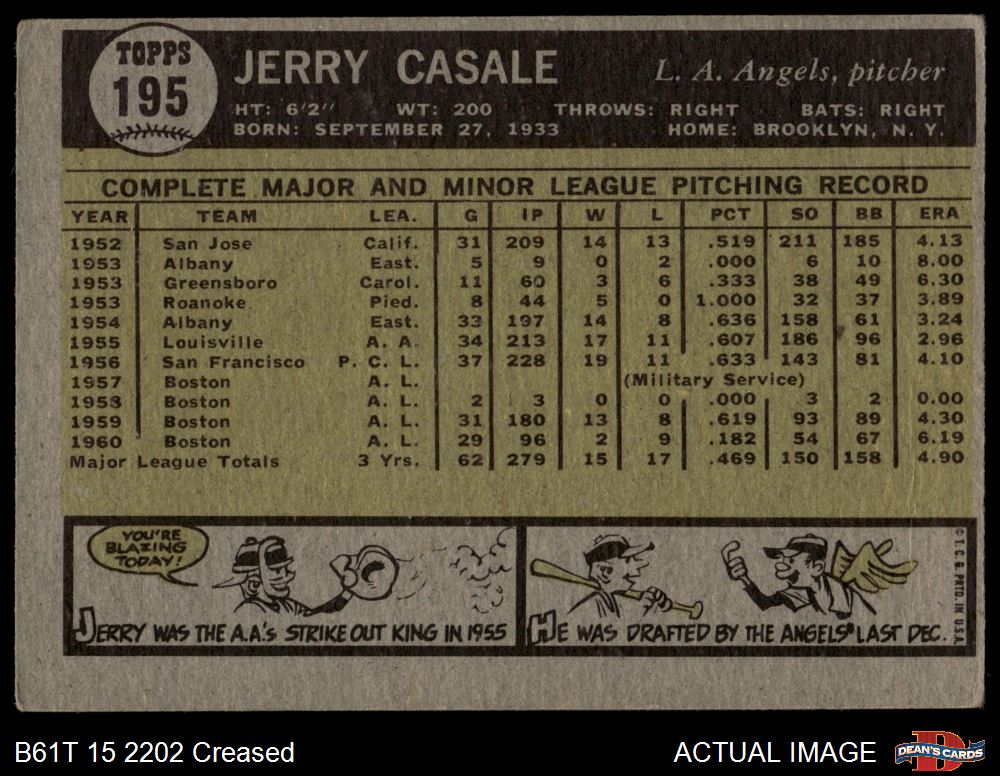 TOPPS
195
JERRY CASALE
L. A. Angels, pitcher
HT: 6'2" WT: 200 THROWS: RIGHT BATS: RIGHT
BORN: SEPTEMBER 27, 1933 HOME: BROOKLYN, N. Y.
COMPLETE MAJOR AND MINOR LEAGUE PITCHING RECORD
YEAR TEAM LEA. G IP W L PCT SO BB ERA
1952 San Jose Calif. 31 209 14 13 .519 211 185 4.13
1953 Albany East. 5 9 0 2 .000 6 10 8.00
1953 Greensboro Carol. 11 60 3 6 .333 38 49 6.30
1953 Roanoke Pied. 8 44 5 0 1.000 32 37 3.89
1954 Albany East. 33 197 14 8 .636 158 61 3.24
1955 Louisville A. A. 34 213 17 11 .607 186 96 2.96
1956 San Francisco P. C. L. 37 228 19 11 .633 143 81 4.10
1957 Boston A. L. (Military Service)
1958 Boston A. L. 2 3 0 0 .000 3 2 0.00
1959 Boston A. L. 31 180 13 8 .619 93 89 4.30
1960 Boston A. L. 29 96 2 9 .182 54 67 6.19
Major League Totals 3 Yrs. 62 279 15 17 .469 150 158 4.90
YOU'RE
BLAZING
TODAY!
JERRY WAS THE A.A.'s STRIKE OUT KING IN 1955
HE WAS DRAFTED BY THE ANGELS LAST DEC.
©T.C.G. PRTD IN U.S.A.
B61T 15 2202 Creased
ACTUAL IMAGE
D
DEAN'S CARDS